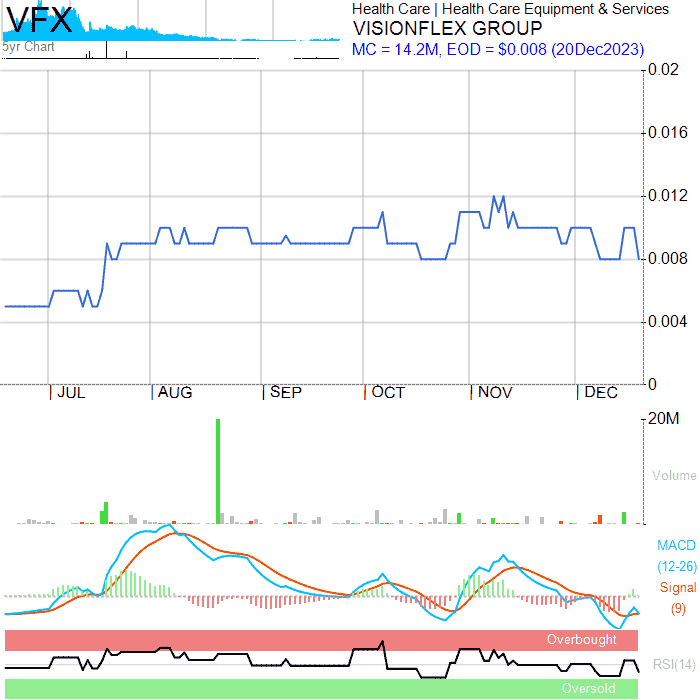 VFX
5yr Chart
Health Care | Health Care Equipment & Services
VISIONFLEX GROUP
MC = 14.2M, EOD = $0.008 (20Dec2023)
0.02
0.016
0.012
0.008
0.004
0
JUL
AUG
SEP
OCT
NOV
DEC
20M
Volume
MACD
(12-26)
Signal
(9)
Overbought
RSI(14)
Oversold